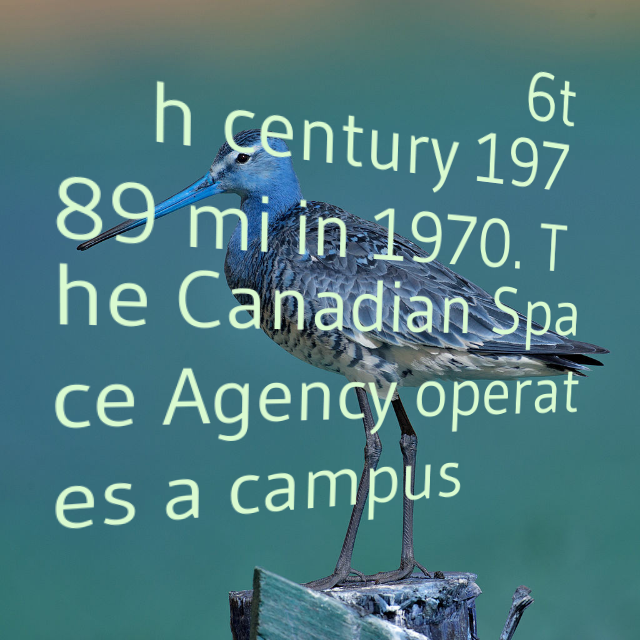 6t
h century 197
89 mi in 1970. T
he Canadian Spa
ce Agency operat
es a campus